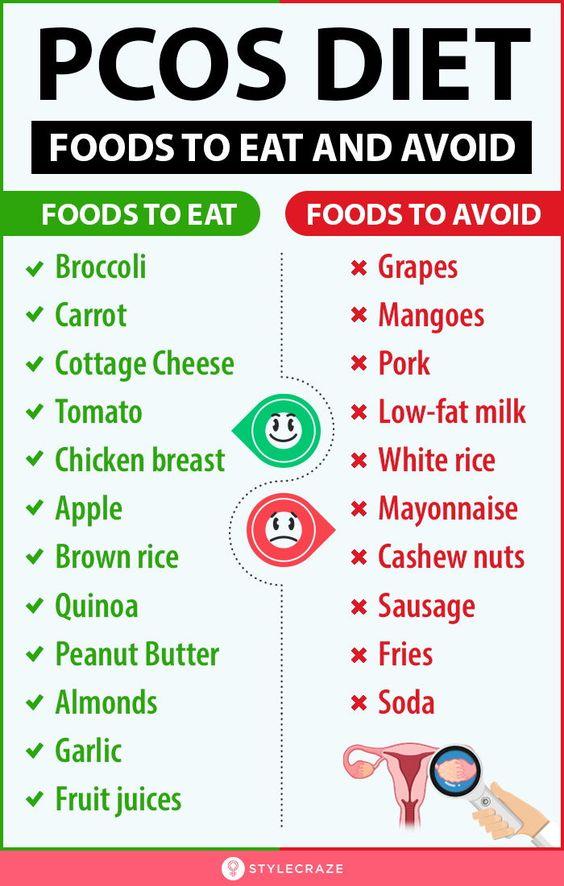 PCOS DIET
FOODS TO EAT AND AVOID
FOODS TO EAT
Broccoli
Carrot
Cottage Cheese
Tomato
Chicken breast
Apple
Brown rice
Quinoa
Peanut Butter
Almonds
Garlic
Fruit juices
FOODS TO AVOID
Grapes
Mangoes
Pork
Low-fat milk
White rice
Mayonnaise
Cashew nuts
Sausage
Fries
Soda
STYLECRAZE